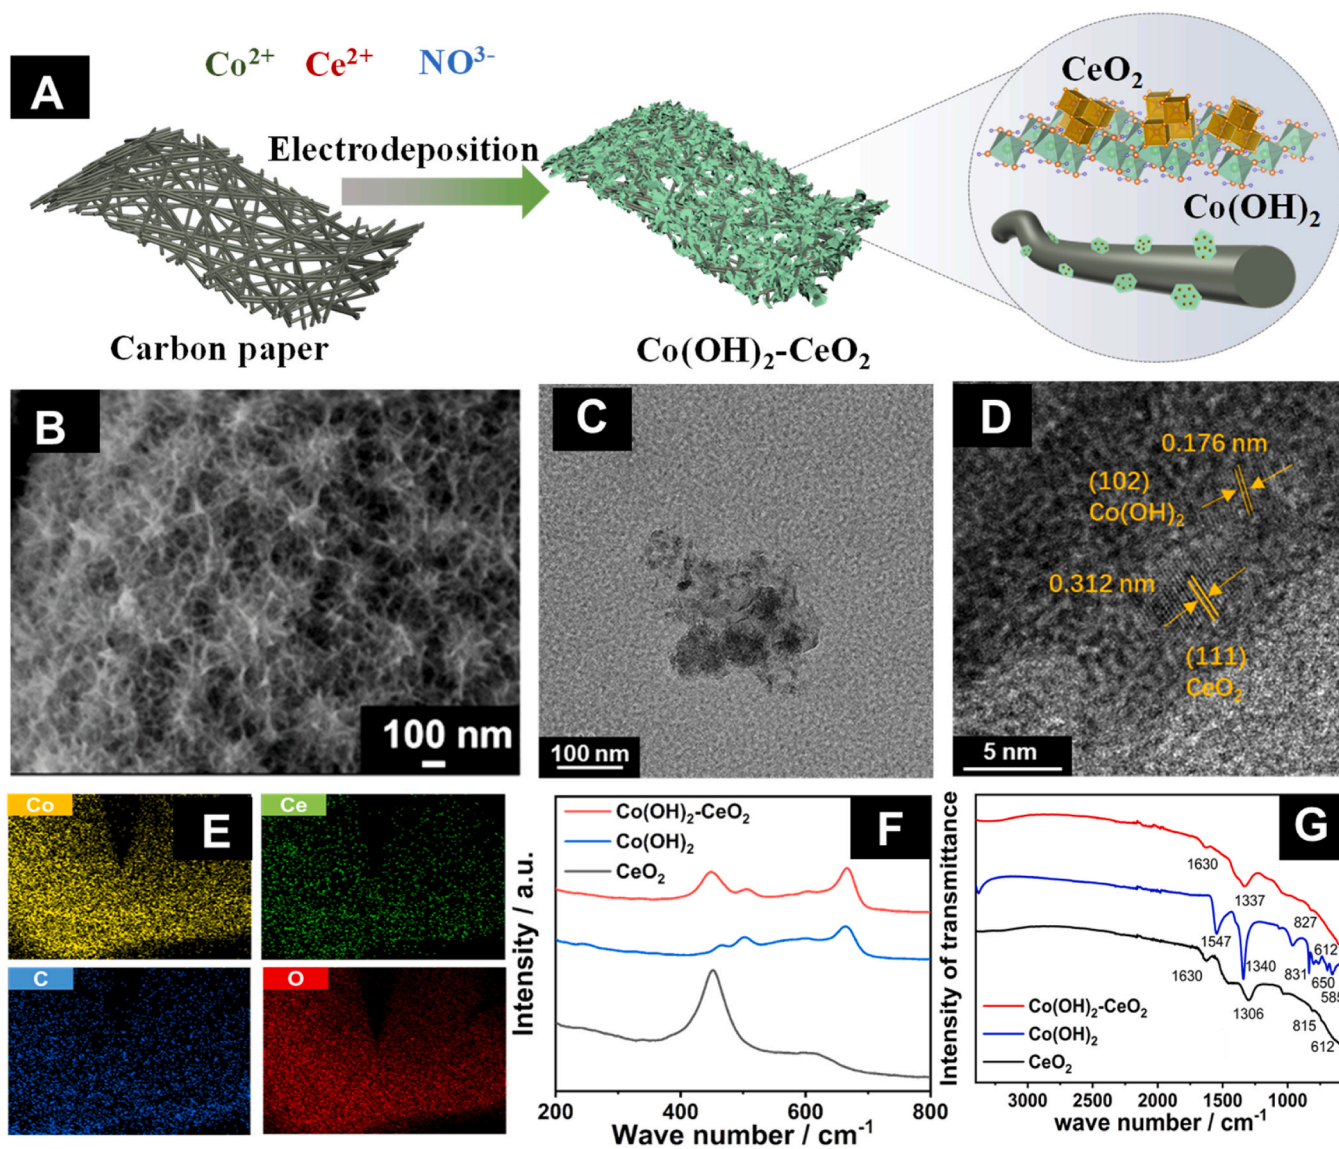 A
Co²⁺ Ce²⁺ NO³⁻
Electrodeposition
Carbon paper
Co(OH)₂-CeO₂
CeO₂
Co(OH)₂
B
100 nm
C
100 nm
D
0.176 nm
(102)
Co(OH)₂
0.312 nm
(111)
CeO₂
5 nm
E
Co
Ce
C
O
F
Co(OH)₂-CeO₂
Co(OH)₂
CeO₂
Intensity / a.u.
200 400 600 800
Wave number / cm⁻¹
G
Intensity of transmittance
1630
1337
827
612
1547
1340
831
650
585
1630
1306
815
612
Co(OH)₂-CeO₂
Co(OH)₂
CeO₂
3000 2500 2000 1500 1000
wave number / cm⁻¹